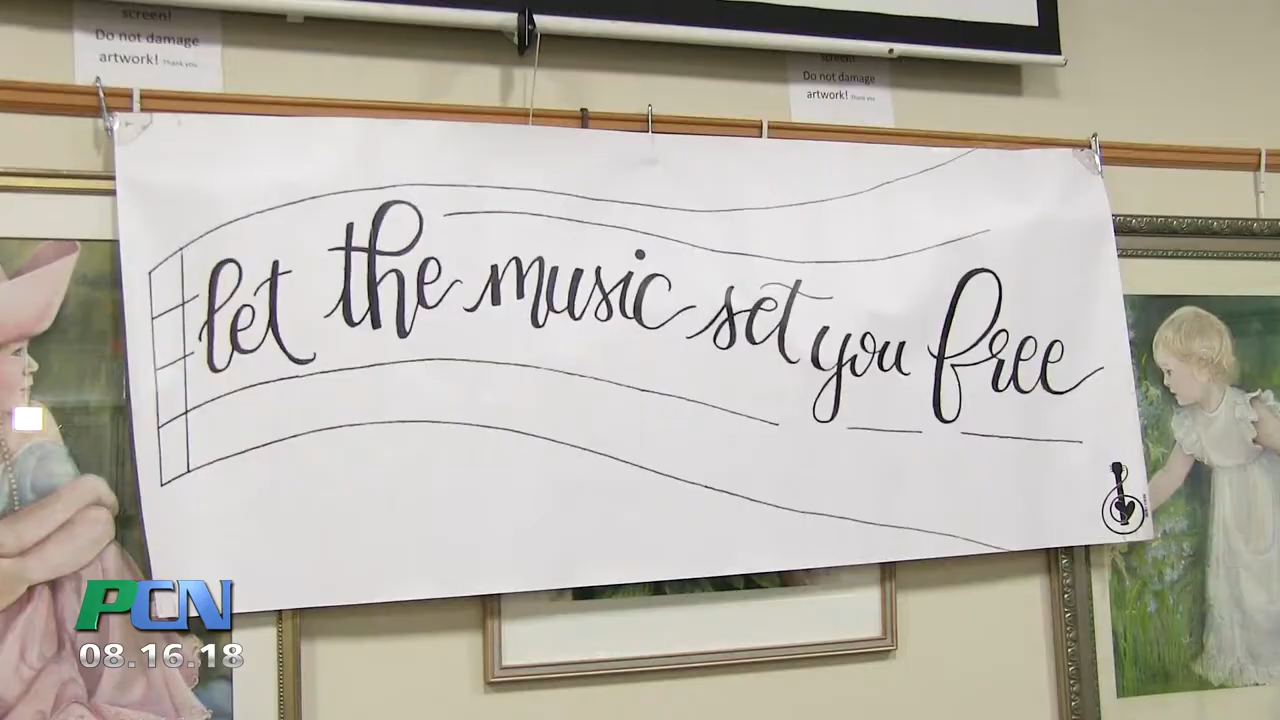 screen!
Do not damage
artwork! Thank you
screen!
Do not damage
artwork! Thank you
let the music set you free
PCN
08.16.18